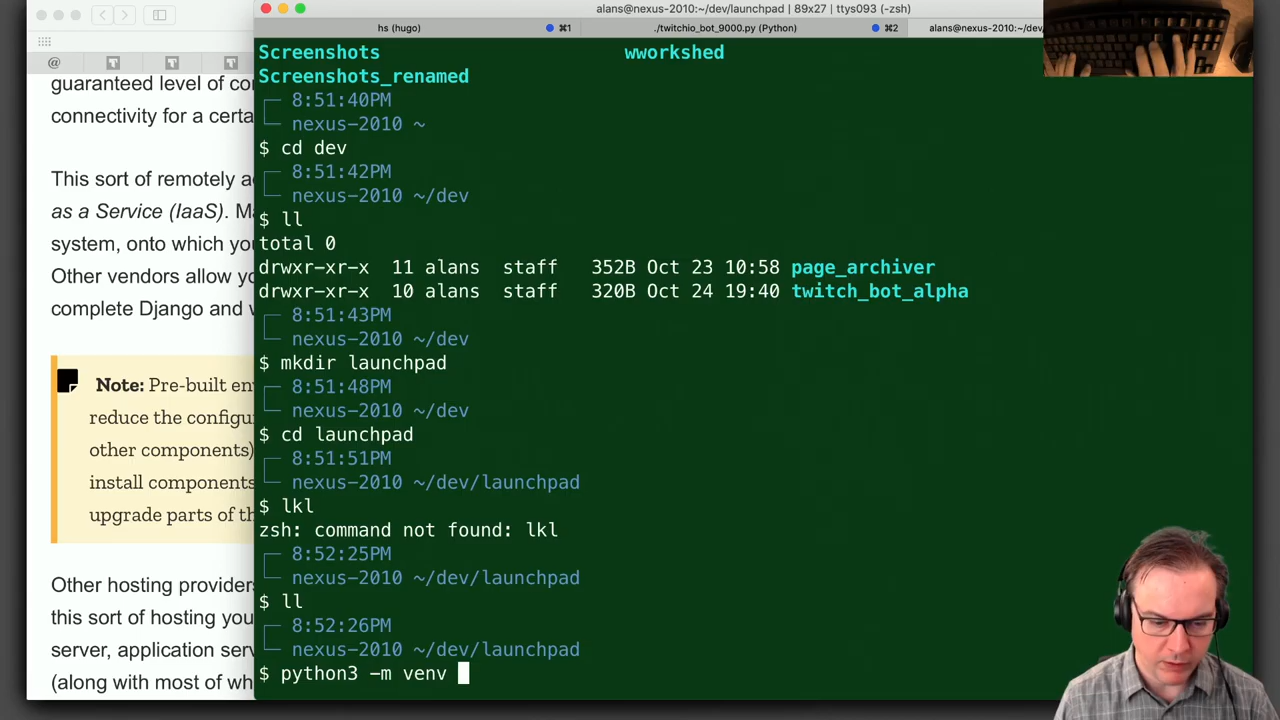 alans@nexus-2010:~/dev/launchpad | 89x27 | ttys093 (-zsh)
hs (hugo) ⌘1 ./twitchio_bot_9000.py (Python) ⌘2 alans@nexus-2010:~/dev/
@ T T T
Screenshots wworkshed
Screenshots_renamed
8:51:40PM
nexus-2010 ~
$ cd dev
8:51:42PM
nexus-2010 ~/dev
$ ll
total 0
drwxr-xr-x 11 alans staff 352B Oct 23 10:58 page_archiver
drwxr-xr-x 10 alans staff 320B Oct 24 19:40 twitch_bot_alpha
8:51:43PM
nexus-2010 ~/dev
$ mkdir launchpad
8:51:48PM
nexus-2010 ~/dev
$ cd launchpad
8:51:51PM
nexus-2010 ~/dev/launchpad
$ lkl
zsh: command not found: lkl
8:52:25PM
nexus-2010 ~/dev/launchpad
$ ll
8:52:26PM
nexus-2010 ~/dev/launchpad
$ python3 -m venv
guaranteed level of co
connectivity for a certa
This sort of remotely a
as a Service (IaaS). M
system, onto which yo
Other vendors allow y
complete Django and w
Note: Pre-built en
reduce the configu
other components)
install components
upgrade parts of th
Other hosting provider
this sort of hosting you
server, application serv
(along with most of wh